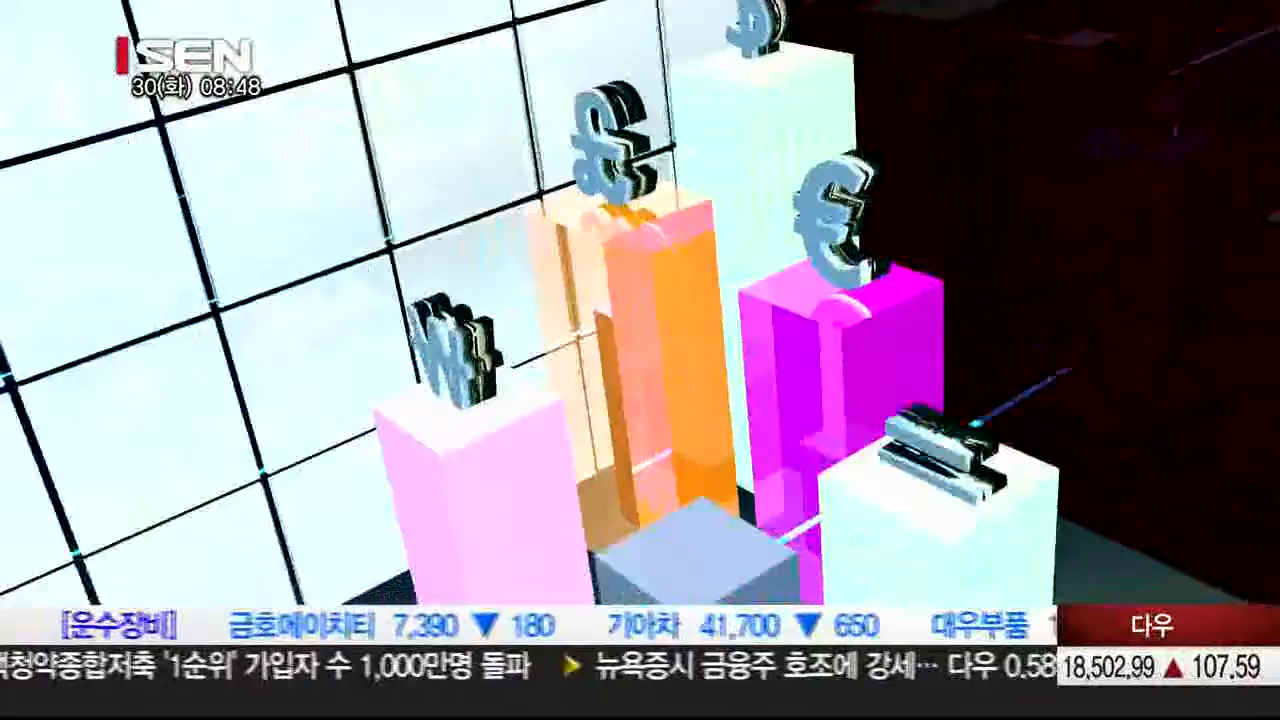 SEN
30(화) 08:48
[운수장비] 금호에이치티 7,390 ▼ 180 기아차 41,700 ▼ 650 대우부품
다우
청약종합저축 '1순위' 가입자 수 1,000만명 돌파 ▶ 뉴욕증시 금융주 호조에 강세… 다우 0.58
18,502.99 ▲ 107.59